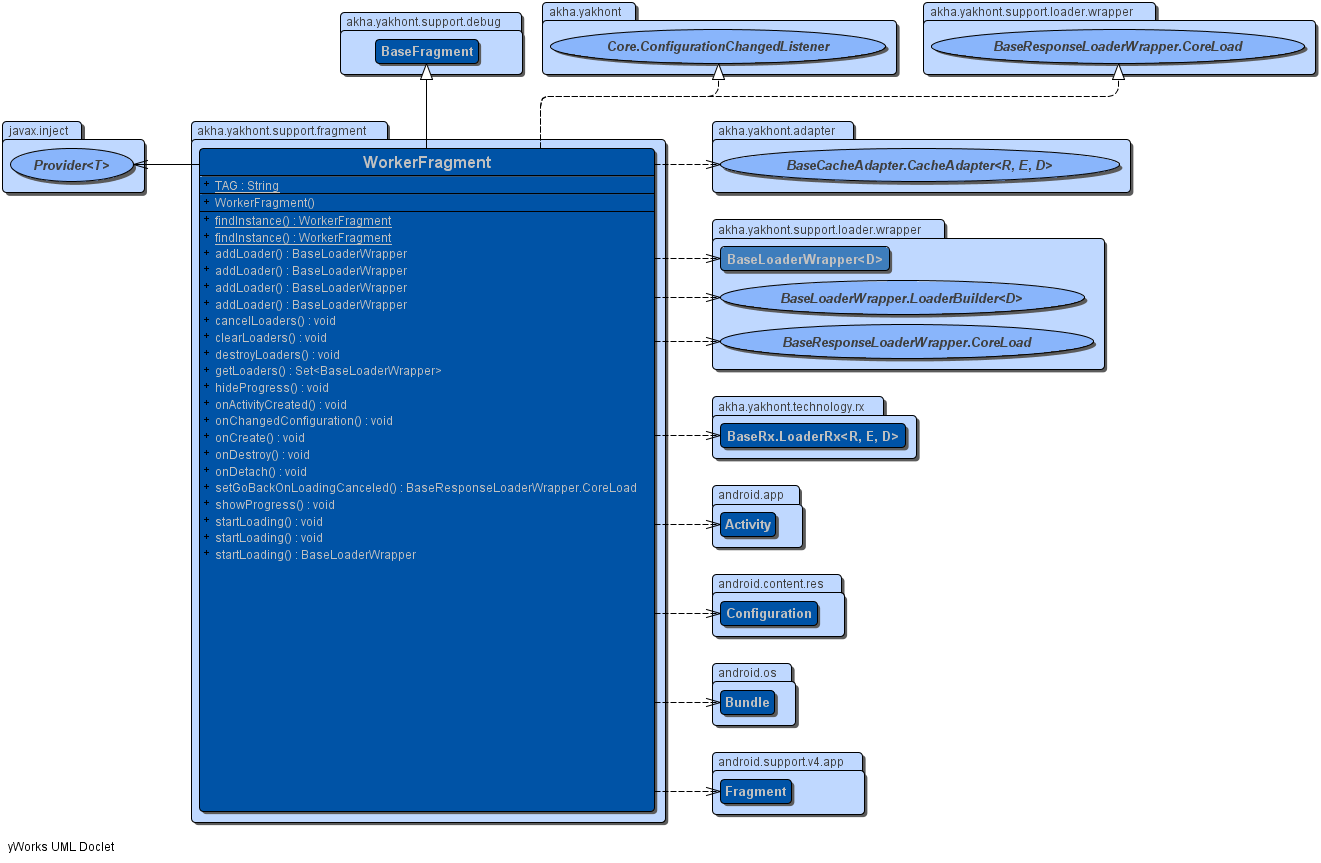 akha.yakhont.support.debug
BaseFragment
akha.yakhont
Core.ConfigurationChangedListener
akha.yakhont.support.loader.wrapper
BaseResponseLoaderWrapper.CoreLoad
javax.inject
Provider<T>
akha.yakhont.support.fragment
WorkerFragment
+ TAG : String
+ WorkerFragment()
+ findInstance() : WorkerFragment
+ findInstance() : WorkerFragment
+ addLoader() : BaseLoaderWrapper
+ addLoader() : BaseLoaderWrapper
+ addLoader() : BaseLoaderWrapper
+ addLoader() : BaseLoaderWrapper
+ cancelLoaders() : void
+ clearLoaders() : void
+ destroyLoaders() : void
+ getLoaders() : Set<BaseLoaderWrapper>
+ hideProgress() : void
+ onActivityCreated() : void
+ onChangedConfiguration() : void
+ onCreate() : void
+ onDestroy() : void
+ onDetach() : void
+ setGoBackOnLoadingCanceled() : BaseResponseLoaderWrapper.CoreLoad
+ showProgress() : void
+ startLoading() : void
+ startLoading() : void
+ startLoading() : BaseLoaderWrapper
akha.yakhont.adapter
BaseCacheAdapter.CacheAdapter<R, E, D>
akha.yakhont.support.loader.wrapper
BaseLoaderWrapper<D>
BaseLoaderWrapper.LoaderBuilder<D>
BaseResponseLoaderWrapper.CoreLoad
akha.yakhont.technology.rx
BaseRx.LoaderRx<R, E, D>
android.app
Activity
android.content.res
Configuration
android.os
Bundle
android.support.v4.app
Fragment
yWorks UML Doclet